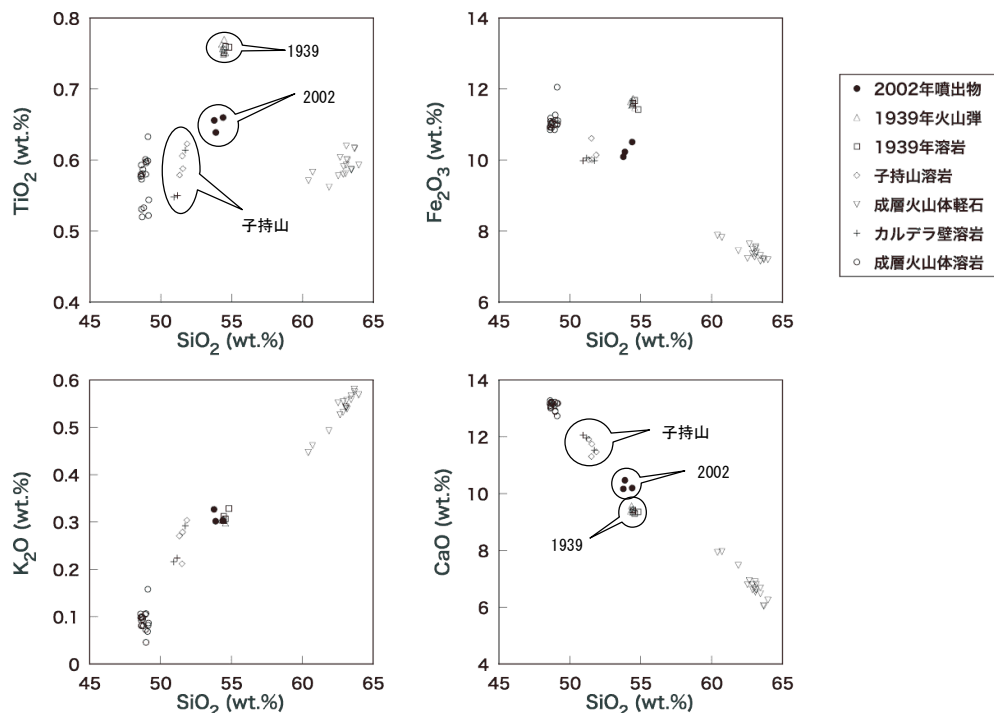 0.8
0.7
0.6
0.5
0.4
45 50 55 60 65
TiO2 (wt.%)
SiO2 (wt.%)
1939
2002
子持山
14
12
10
8
6
45 50 55 60 65
Fe2O3 (wt.%)
SiO2 (wt.%)
2002年噴出物
1939年火山弾
1939年溶岩
子持山溶岩
成層火山体軽石
カルデラ壁溶岩
成層火山体溶岩
0.6
0.5
0.4
0.3
0.2
0.1
0
45 50 55 60 65
K2O (wt.%)
SiO2 (wt.%)
14
12
10
8
6
4
45 50 55 60 65
CaO (wt.%)
SiO2 (wt.%)
子持山
2002
1939